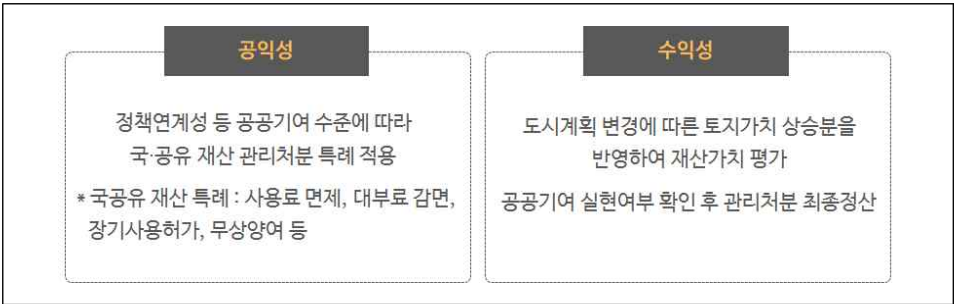 공익성
정책연계성 등 공공기여 수준에 따라
국·공유 재산 관리처분 특례 적용
* 국공유 재산 특례 : 사용료 면제, 대부료 감면,
장기사용허가, 무상양여 등
수익성
도시계획 변경에 따른 토지가치 상승분을
반영하여 재산가치 평가
공공기여 실현여부 확인 후 관리처분 최종정산